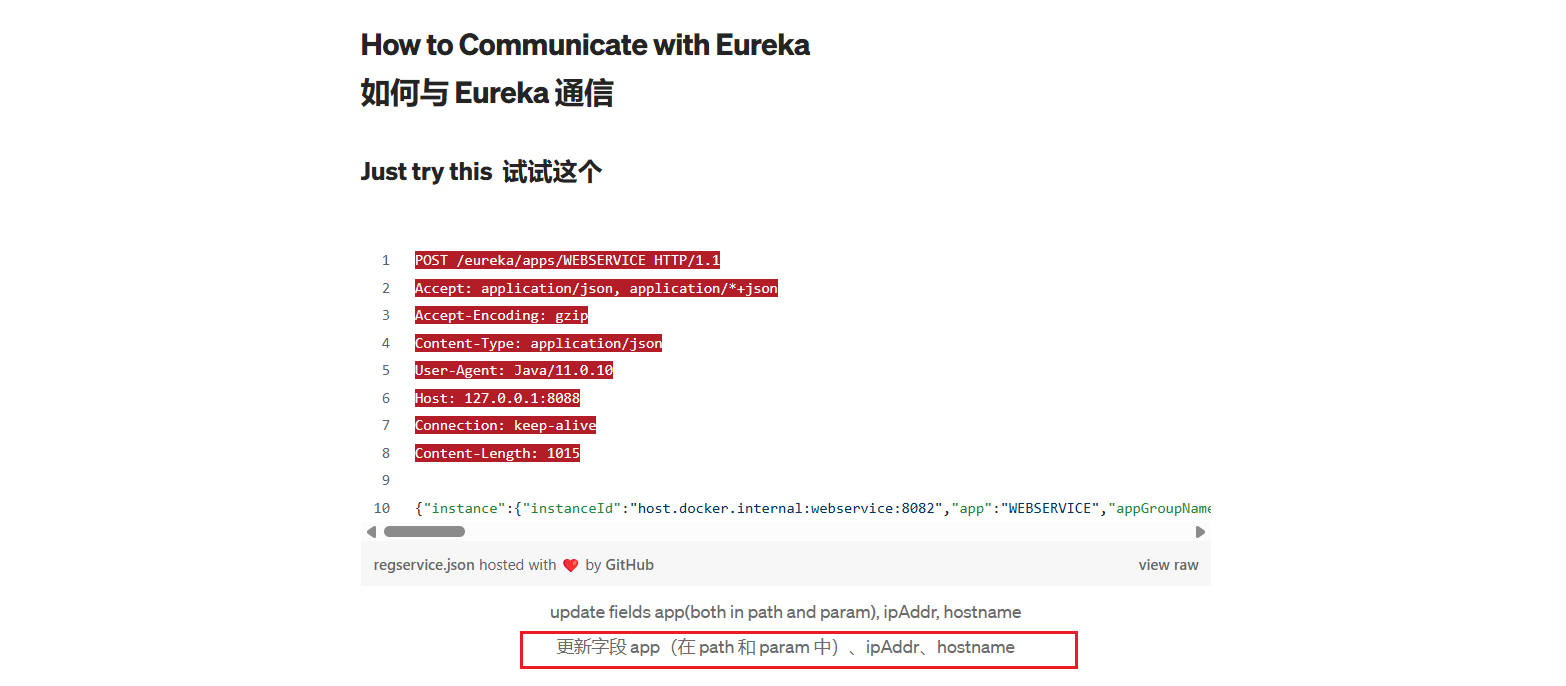 How to Communicate with Eureka
如何与 Eureka 通信
Just try this 试试这个
1 POST /eureka/apps/WEBSERVICE HTTP/1.1
2 Accept: application/json, application/*+json
3 Accept-Encoding: gzip
4 Content-Type: application/json
5 User-Agent: Java/11.0.10
6 Host: 127.0.0.1:8088
7 Connection: keep-alive
8 Content-Length: 1015
9
10 {"instance":{"instanceId":"host.docker.internal:webservice:8082","app":"WEBSERVICE","appGroupName
regservice.json hosted with ❤ by GitHub view raw
update fields app(both in path and param), ipAddr, hostname
更新字段 app（在 path 和 param 中）、ipAddr、hostname